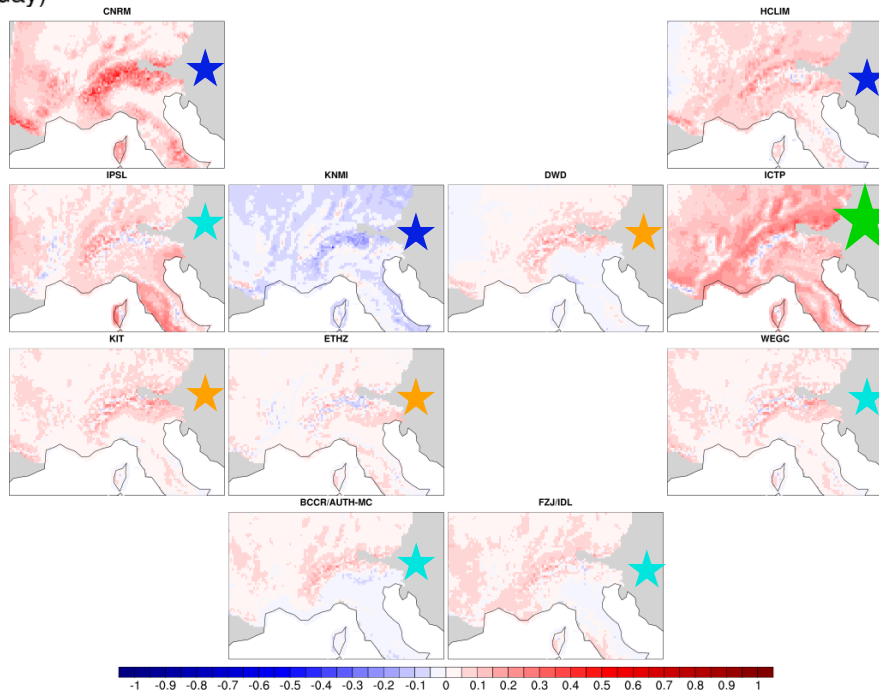 day)
CNRM
HCLIM
IPSL
KNMI
DWD
ICTP
KIT
ETHZ
WEGC
BCCR/AUTH-MC
FZJ/IDL
-1 -0.9 -0.8 -0.7 -0.6 -0.5 -0.4 -0.3 -0.2 -0.1 0 0.1 0.2 0.3 0.4 0.5 0.6 0.7 0.8 0.9 1